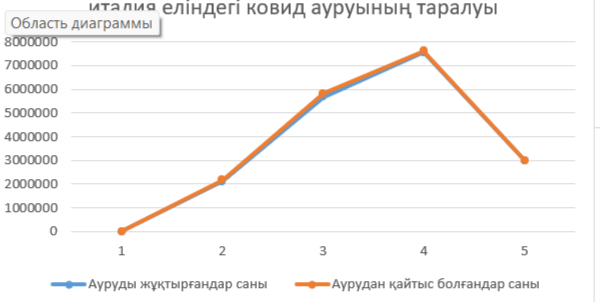 италия еліндегі ковид ауруының таралуы
Область диаграммы
8000000
7000000
6000000
5000000
4000000
3000000
2000000
1000000
0
1 2 3 4 5
Ауруды жұқтырғандар саны Аурудан қайтыс болғандар саны